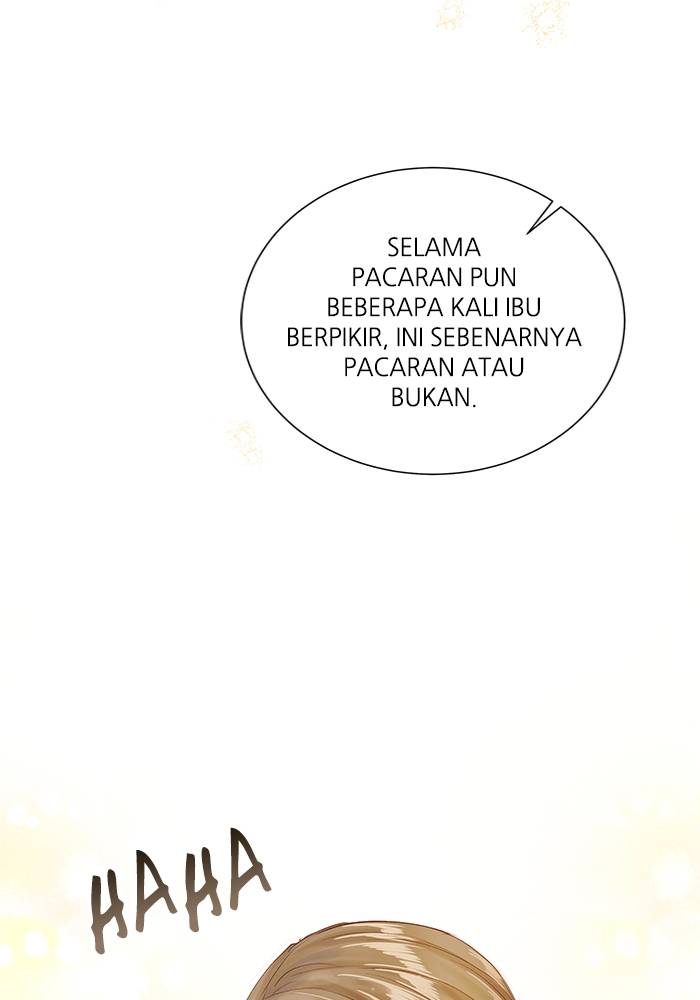 SELAMA
PACARAN PUN
BEBERAPA KALI IBU
BERPIKIR, INI SEBENARNYA
PACARAN ATAU
BUKAN.
HAHA